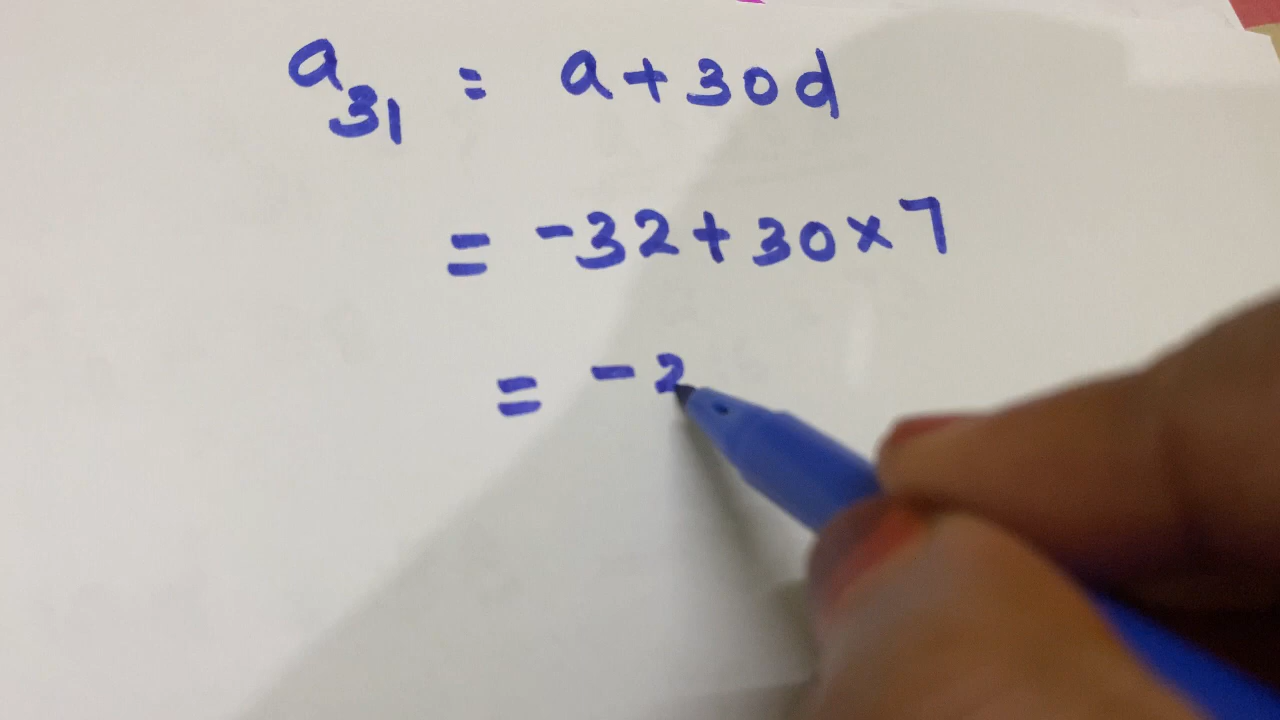 a₃₁ = a + 30d
= -32 + 30 × 7
= - 2